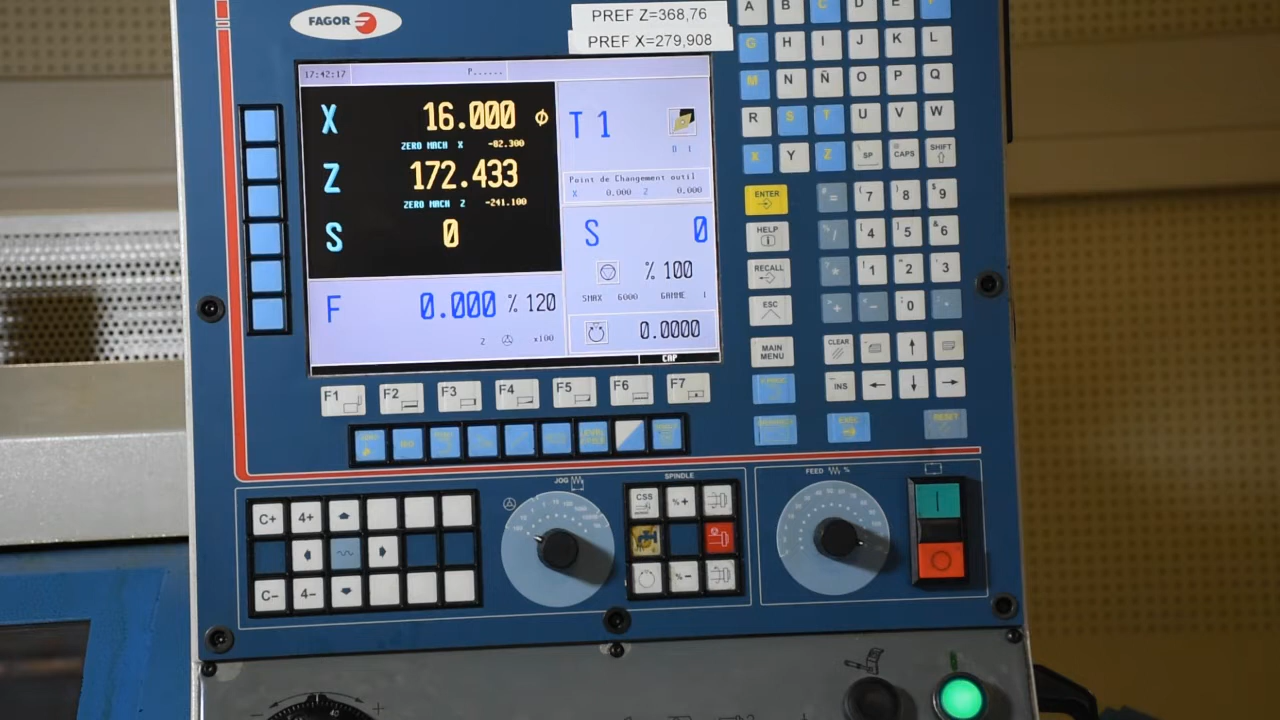 FAGOR
PREF Z=368,76
PREF X=279,908
17:42:17 P......
X 16.000 ϕ
ZERO MACH X -82.300
Z 172.433
ZERO MACH Z -241.100
S 0
F 0.000 % 120
2 x100
T 1
D 1
Point de Changement outil
X 0.000 Z 0.000
S 0
% 100
SMAX 6000 GAMME 1
0.0000
CAP
F1 F2 F3 F4 F5 F6 F7
A B C D E F
G H I J K L
M N Ñ O P Q
R S T U V W
X Y Z SP CAPS SHIFT
ENTER = ( 7 ) 8 $ 9
HELP / [ 4 ] 5 & 6
RECALL * ! 1 " 2 ' 3
ESC + - : 0
MAIN MENU CLEAR
INS
RESET
JOG
SPINDLE
FEED %
C+ 4+
C- 4-
CSS %+
%-
- +